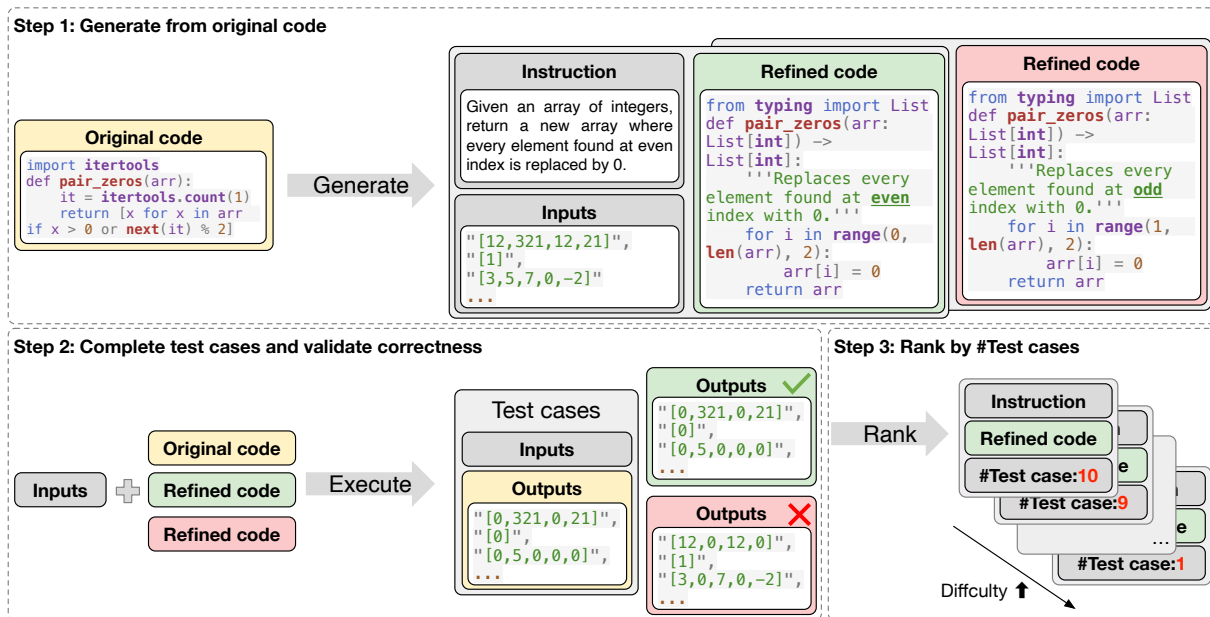 Step 1: Generate from original code
Original code
import itertools
def pair_zeros(arr):
    it = itertools.count(1)
    return [x for x in arr
if x > 0 or next(it) % 2]
Generate
Instruction
Given an array of integers,
return a new array where
every element found at even
index is replaced by 0.
Inputs
"[12,321,12,21]",
"[1]",
"[3,5,7,0,-2]"
...
Refined code
from typing import List
def pair_zeros(arr:
List[int]) ->
List[int]:
    '''Replaces every
element found at even
index with 0.'''
    for i in range(0,
len(arr), 2):
        arr[i] = 0
    return arr
Refined code
from typing import List
def pair_zeros(arr:
List[int]) ->
List[int]:
    '''Replaces every
element found at odd
index with 0.'''
    for i in range(1,
len(arr), 2):
        arr[i] = 0
    return arr
Step 2: Complete test cases and validate correctness
Inputs
Original code
Refined code
Refined code
Execute
Test cases
Inputs
Outputs
"[0,321,0,21]",
"[0]",
"[0,5,0,0,0]",
...
Outputs
"[0,321,0,21]",
"[0]",
"[0,5,0,0,0]",
...
Outputs
"[12,0,12,0]",
"[1]",
"[3,0,7,0,-2]",
...
Step 3: Rank by #Test cases
Rank
Instruction
Refined code
#Test case:10
#Test case:9
...
#Test case:1
Diffculty